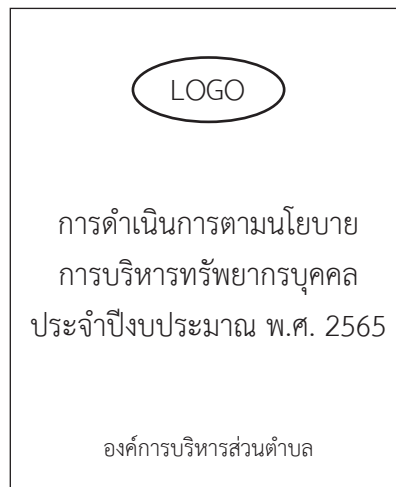 LOGO
การดำเนินการตามนโยบาย
การบริหารทรัพยากรบุคคล
ประจำปีงบประมาณ พ.ศ. 2565
องค์การบริหารส่วนตำบล